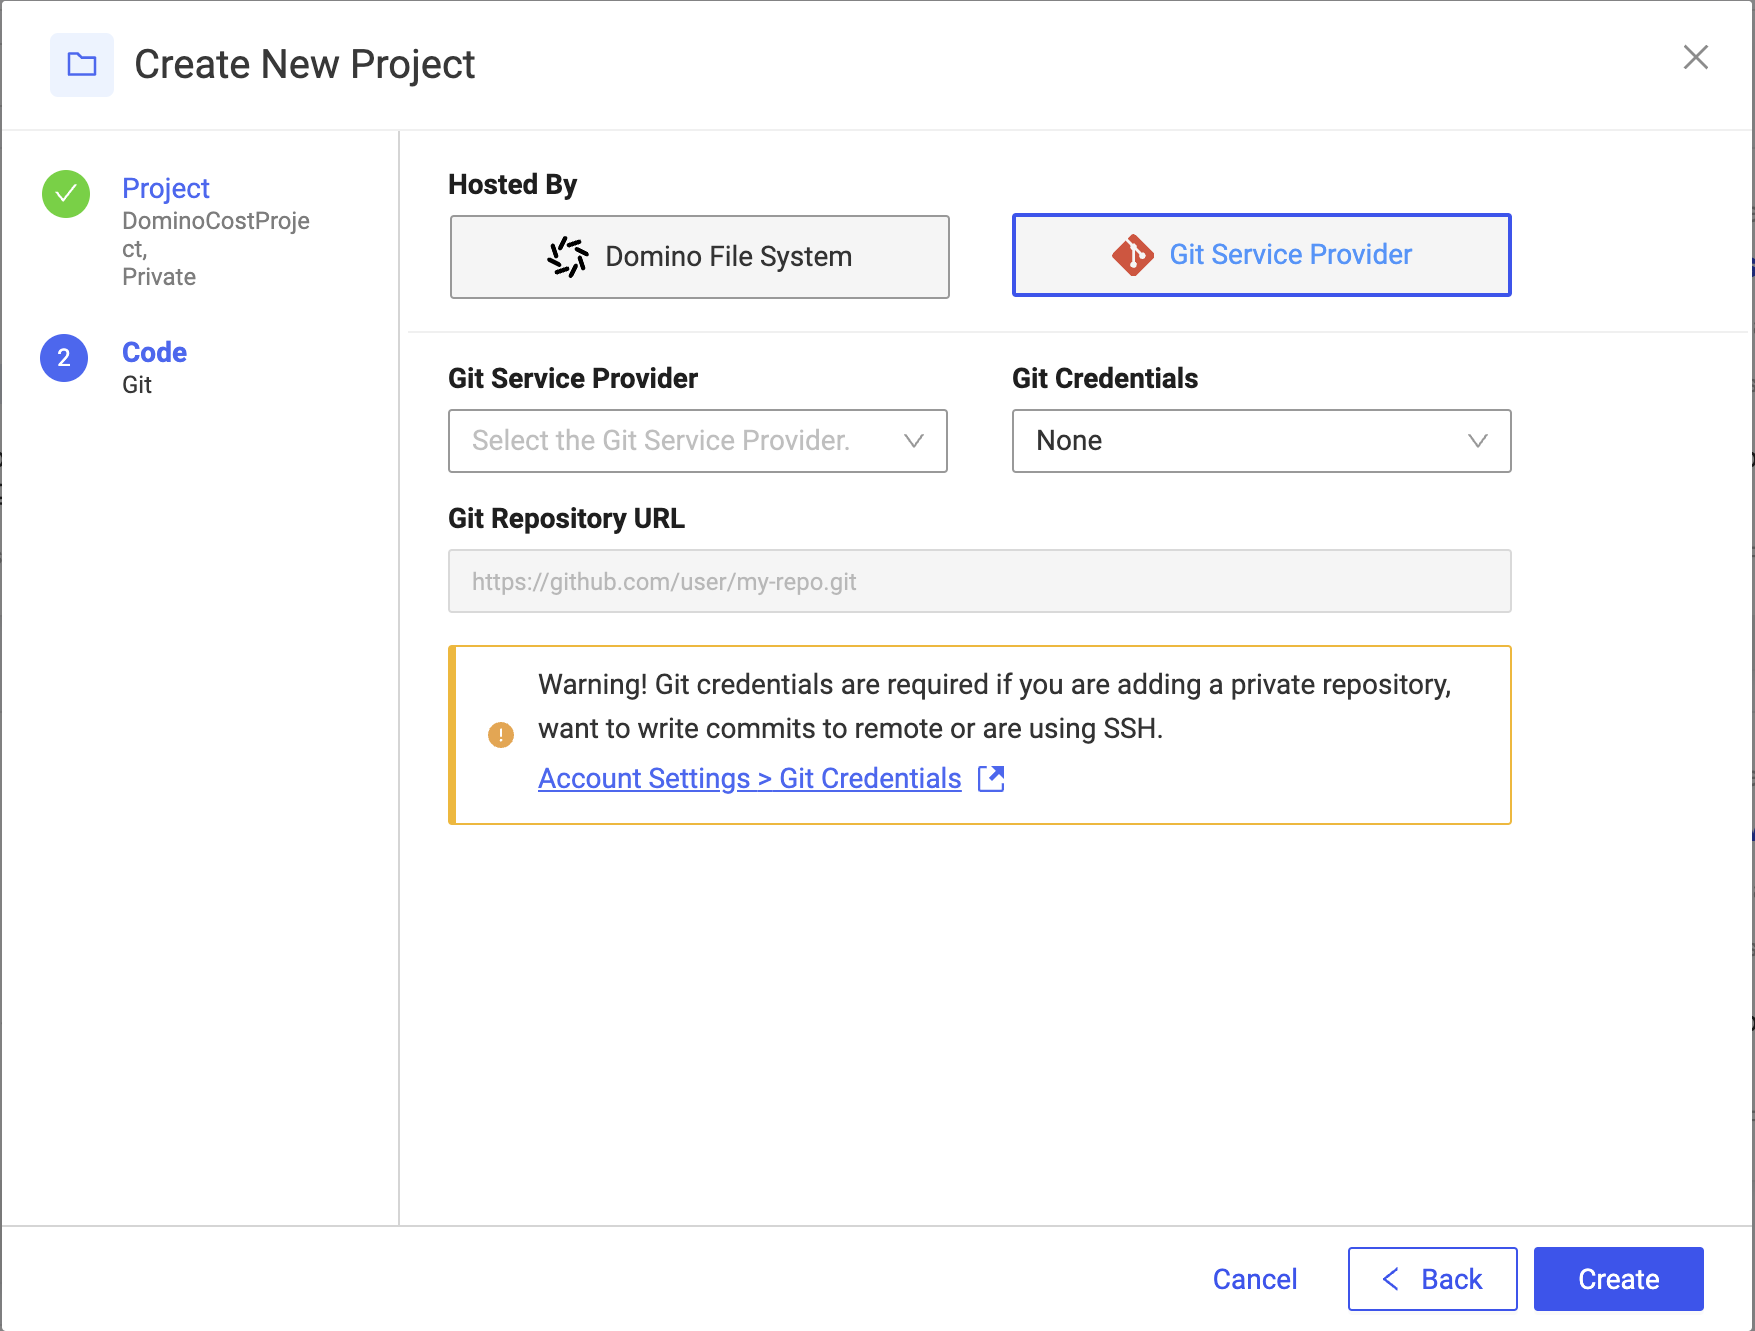 Create New Project
Project
DominoCostProje
ct,
Private
2
Code
Git
Hosted By
Domino File System
Git Service Provider
Git Service Provider
Git Credentials
Select the Git Service Provider.
None
Git Repository URL
https://github.com/user/my-repo.git
Warning! Git credentials are required if you are adding a private repository,
want to write commits to remote or are using SSH.
Account Settings > Git Credentials
Cancel
Back
Create